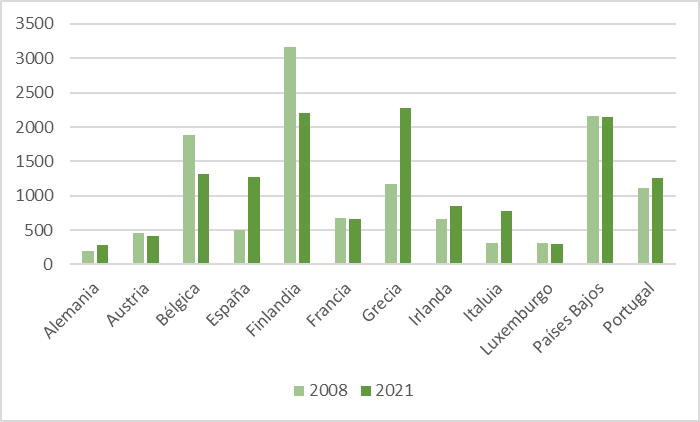 3500
3000
2500
2000
1500
1000
500
0
Alemania
Austria
Bélgica
España
Finlandia
Francia
Grecia
Irlanda
Italuia
Luxemburgo
Países Bajos
Portugal
2008 2021